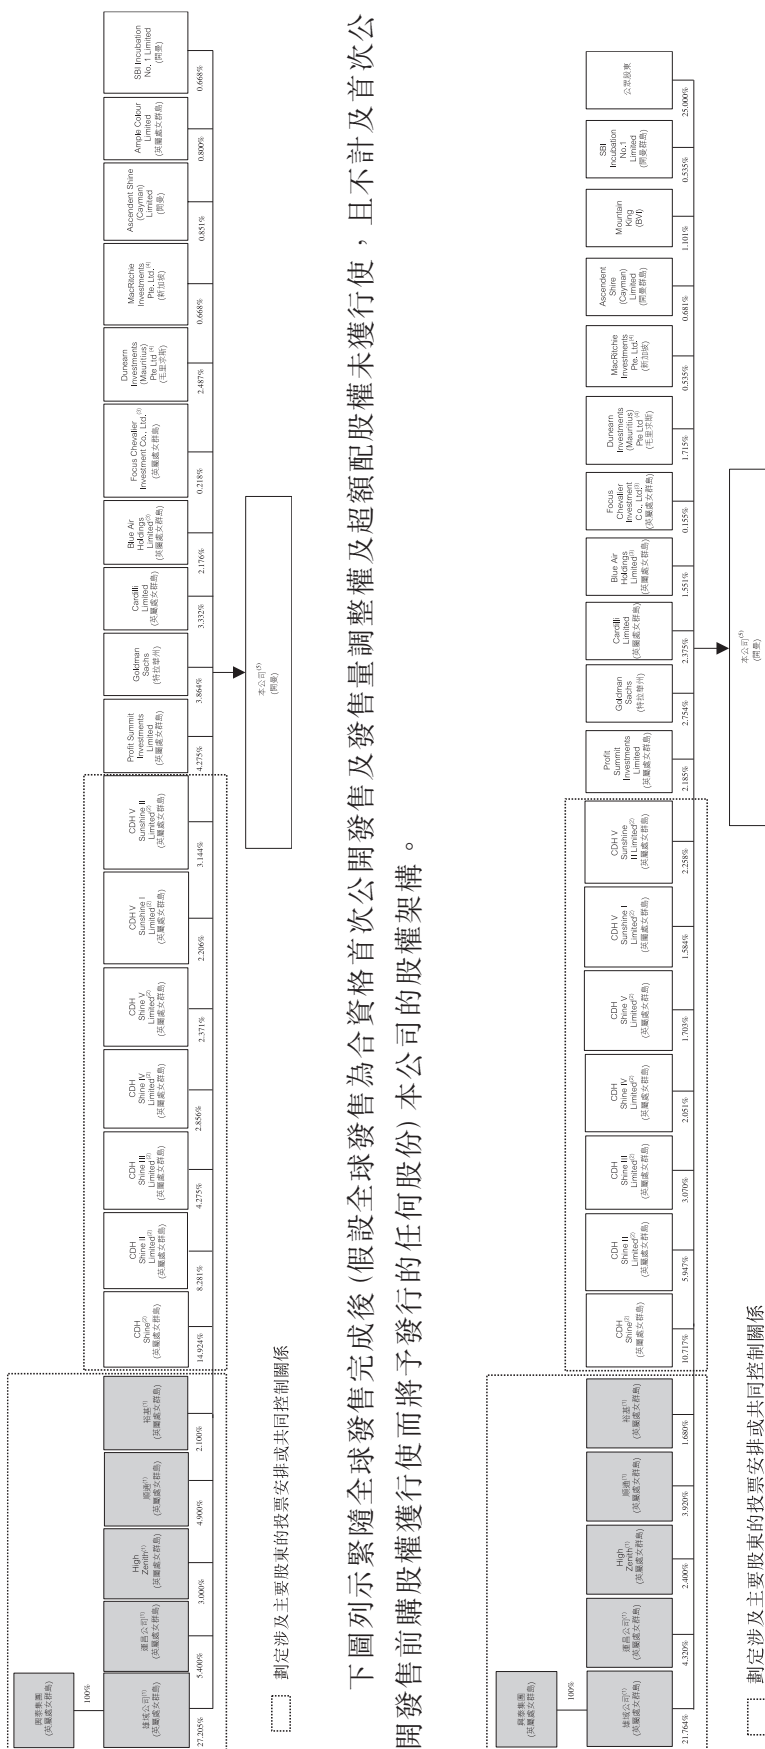 興泰集團
(英屬處女群島)
100%
雄域公司(1)
(英屬處女群島)
運昌公司(1)
(英屬處女群島)
High
Zenith(1)
(英屬處女群島)
順通(1)
(英屬處女群島)
裕基(1)
(英屬處女群島)
CDH
Shine(2)
(英屬處女群島)
CDH
Shine II
Limited(2)
(英屬處女群島)
CDH
Shine III
Limited(2)
(英屬處女群島)
CDH
Shine IV
Limited(2)
(英屬處女群島)
CDH
Shine V
Limited(2)
(英屬處女群島)
CDH V
Sunshine I
Limited(2)
(英屬處女群島)
CDH V
Sunshine II
Limited(2)
(英屬處女群島)
Profit Summit
Investments
Limited
(英屬處女群島)
Goldman
Sachs
(特拉華州)
Cardilli
Limited
(英屬處女群島)
Blue Air
Holdings
Limited(3)
(英屬處女群島)
Focus Chevalier
Investment Co., Ltd.(3)
(英屬處女群島)
Dunearn
Investments
(Mauritius)
Pte Ltd (4)
(毛里求斯)
MacRitchie
Investments
Pte. Ltd.(4)
(新加坡)
Ascendent Shine
(Cayman)
Limited
(開曼)
Ample Colour
Limited
(英屬處女群島)
SBI Incubation
No. 1 Limited
(開曼)
27.205%
5.400%
3.000%
4.900%
2.100%
14.924%
8.281%
4.275%
2.856%
2.371%
2.206%
3.144%
4.275%
3.864%
3.332%
2.176%
0.218%
2.487%
0.668%
0.851%
0.800%
0.668%
本公司(5)
(開曼)
劃定涉及主要股東的投票安排或共同控制關係
下圖列示緊隨全球發售完成後(假設全球發售為合資格首次公開發售及發售量調整權及超額配股權未獲行使，且不計及首次公
開發售前購股權獲行使而將予發行的任何股份)本公司的股權架構。
興泰集團
(英屬處女群島)
100%
雄域公司(1)
(英屬處女群島)
運昌公司(1)
(英屬處女群島)
High
Zenith(1)
(英屬處女群島)
順通(1)
(英屬處女群島)
裕基(1)
(英屬處女群島)
CDH
Shine(2)
(英屬處女群島)
CDH
Shine II
Limited(2)
(英屬處女群島)
CDH
Shine III
Limited(2)
(英屬處女群島)
CDH
Shine IV
Limited(2)
(英屬處女群島)
CDH
Shine V
Limited(2)
(英屬處女群島)
CDH V
Sunshine I
Limited(2)
(英屬處女群島)
CDH V
Sunshine
II Limited(2)
(英屬處女群島)
Profit
Summit
Investments
Limited
(英屬處女群島)
Goldman
Sachs
(特拉華州)
Cardilli
Limited
(英屬處女群島)
Blue Air
Holdings
Limited(3)
(英屬處女群島)
Focus
Chevalier
Investment
Co., Ltd.(3)
(英屬處女群島)
Dunearn
Investments
(Mauritius)
Pte Ltd (4)
(毛里求斯)
MacRitchie
Investments
Pte. Ltd.(4)
(新加坡)
Ascendent
Shire
(Cayman)
Limited
(開曼群島)
Mountain
King
(BVI)
SBI
Incubation
No.1
Limited
(開曼群島)
公眾股東
21.764%
4.320%
2.400%
3.920%
1.680%
10.717%
5.947%
3.070%
2.051%
1.703%
1.584%
2.258%
2.185%
2.754%
2.375%
1.551%
0.155%
1.715%
0.535%
0.681%
1.101%
0.535%
25.000%
本公司(5)
(開曼)
劃定涉及主要股東的投票安排或共同控制關係